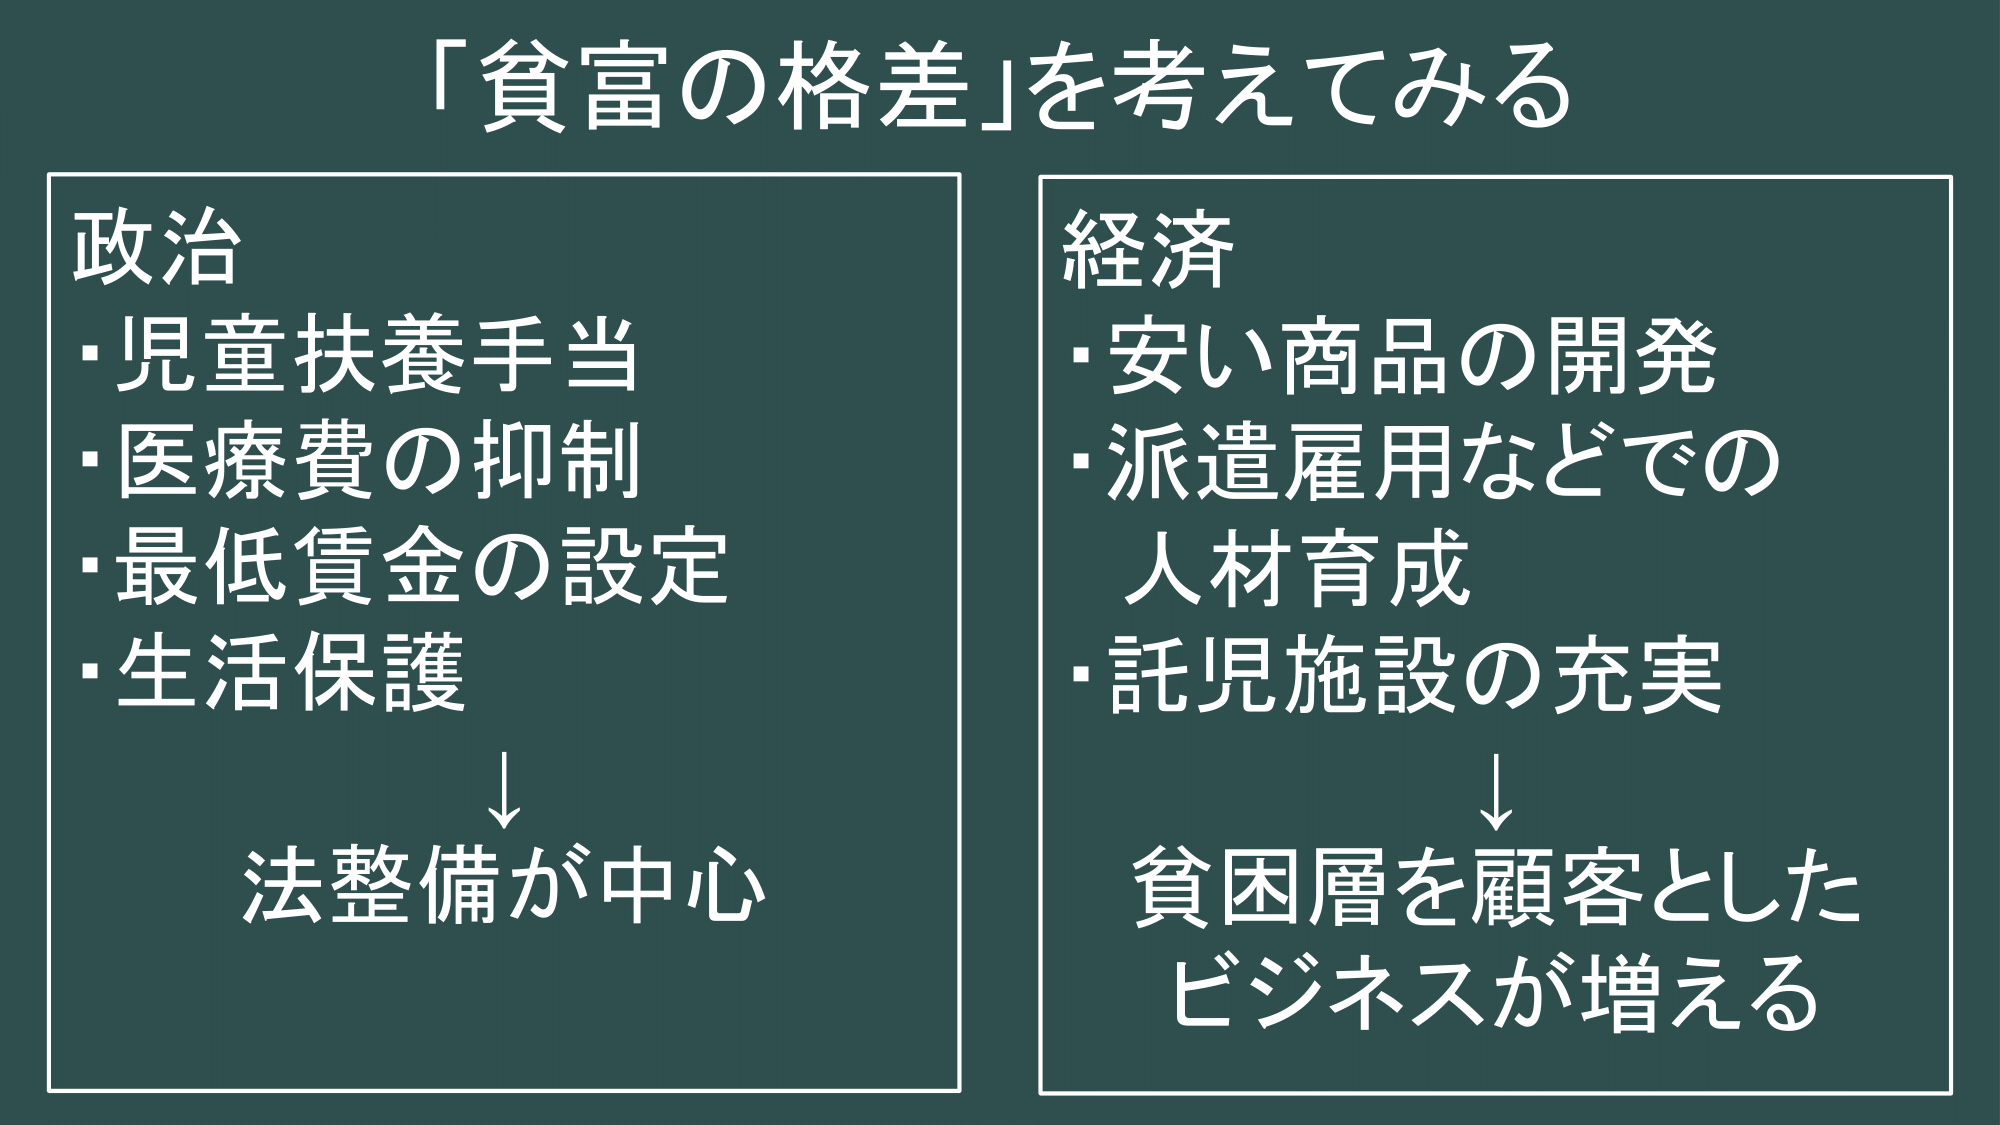 「貧富の格差」を考えてみる
政治
・児童扶養手当
・医療費の抑制
・最低賃金の設定
・生活保護
↓
法整備が中心
経済
・安い商品の開発
・派遣雇用などでの
人材育成
・託児施設の充実
↓
貧困層を顧客とした
ビジネスが増える